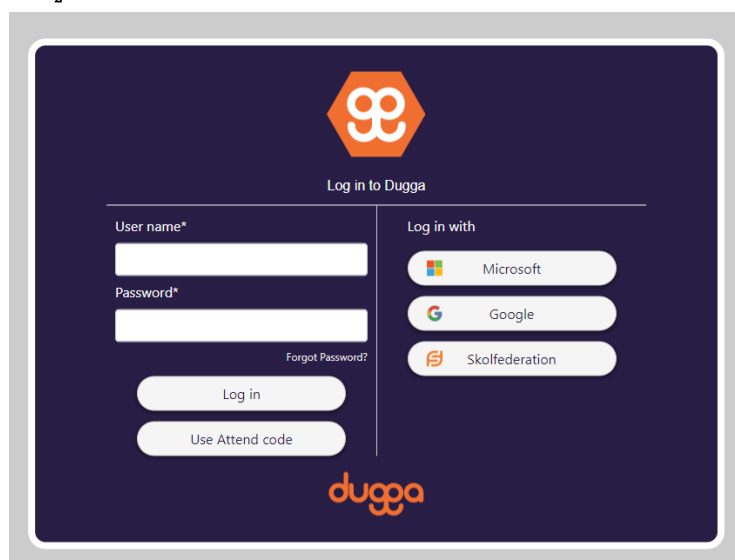 Log in to Dugga
User name*
Password*
Forgot Password?
Log in
Use Attend code
Log in with
Microsoft
Google
Skolfederation
dugga